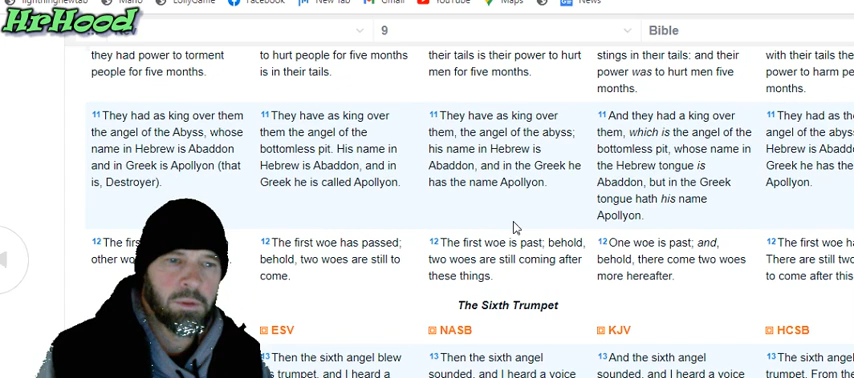 lightningnewtab
Mario
LollyGame
Facebook
New Tab
Gmail
YouTube
Maps
News
HrHood
9
Bible
they had power to torment
people for five months.
to hurt people for five months
is in their tails.
their tails is their power to hurt
men for five months.
stings in their tails: and their
power was to hurt men five
months.
with their tails the
power to harm pe
months.
11 They had as king over them
the angel of the Abyss, whose
name in Hebrew is Abaddon
and in Greek is Apollyon (that
is, Destroyer).
11 They have as king over
them the angel of the
bottomless pit. His name in
Hebrew is Abaddon, and in
Greek he is called Apollyon.
11 They have as king over
them, the angel of the abyss;
his name in Hebrew is
Abaddon, and in the Greek he
has the name Apollyon.
11 And they had a king over
them, which is the angel of the
bottomless pit, whose name in
the Hebrew tongue is
Abaddon, but in the Greek
tongue hath his name
Apollyon.
11 They had as the
angel of the abys
Hebrew is Abadd
Greek he has the
Apollyon.
12 The firs
other wo
12 The first woe has passed;
behold, two woes are still to
come.
12 The first woe is past; behold,
two woes are still coming after
these things.
12 One woe is past; and,
behold, there come two woes
more hereafter.
12 The first woe ha
There are still two
to come after this
The Sixth Trumpet
ESV
NASB
KJV
HCSB
13 Then the sixth angel blew
s trumpet, and I heard a
13 Then the sixth angel
sounded, and I heard a voice
13 And the sixth angel
sounded, and I heard a voice
13 The sixth angel
trumpet. From the